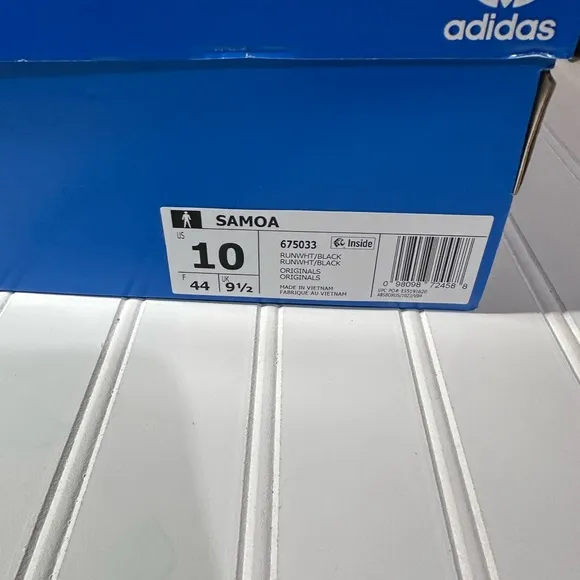 adidas
SAMOA
US
10
F
44
UK
9½
675033
Inside
RUNWHT/BLACK
RUNWHT/BLACK
ORIGINALS
ORIGINALS
MADE IN VIETNAM
FABRIQUE AU VIETNAM
0 98098 72458 8